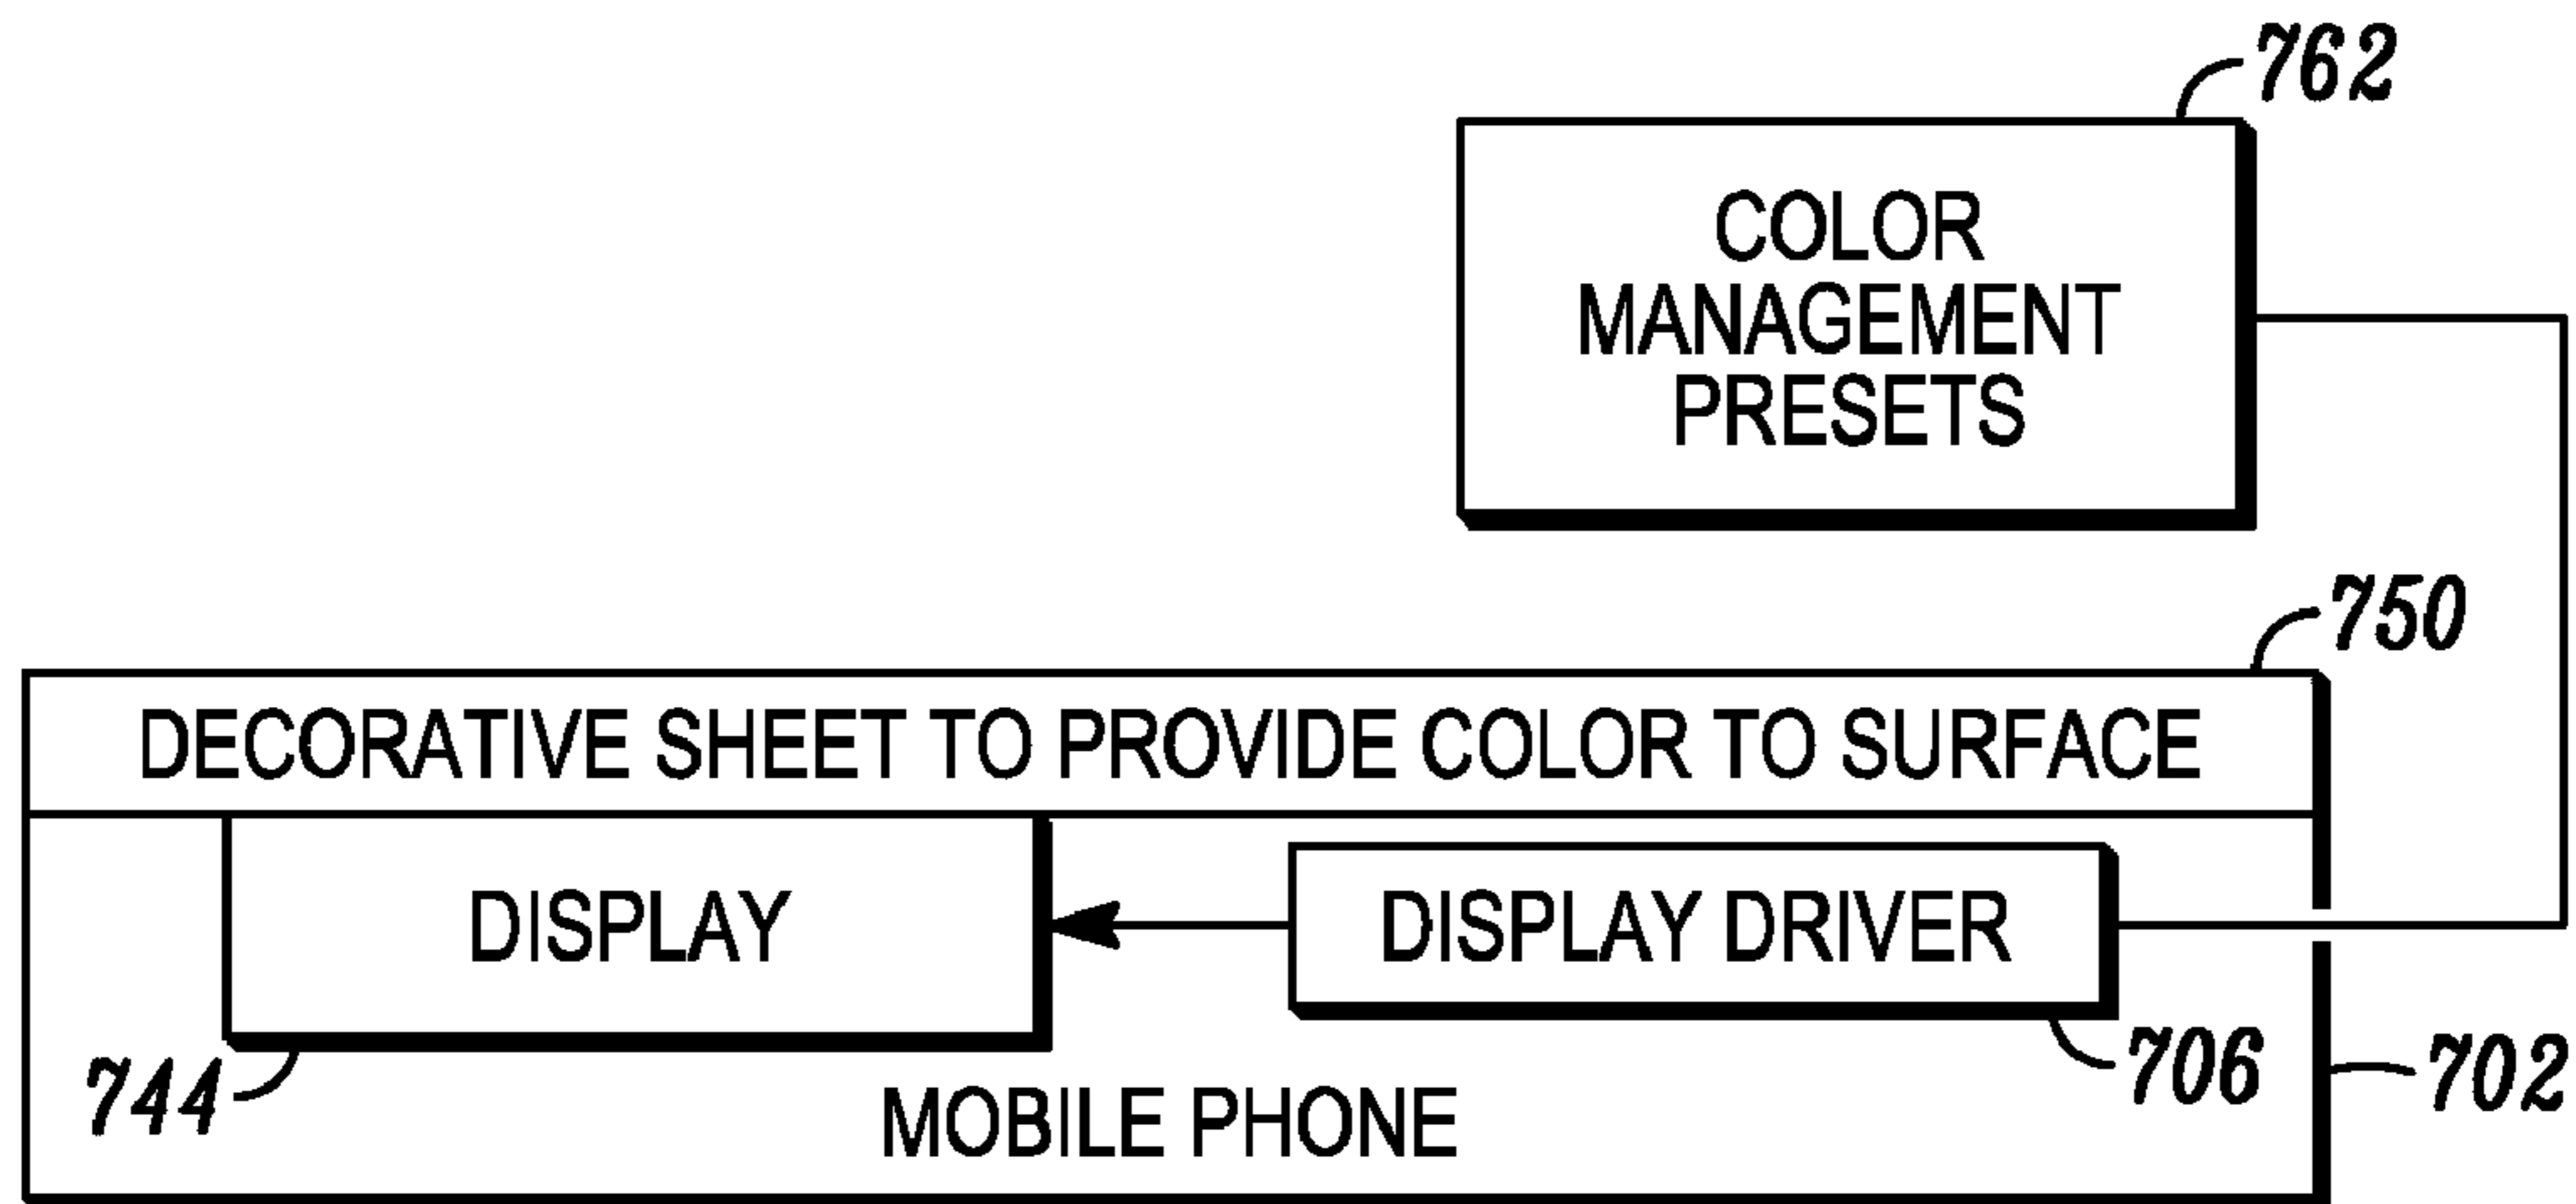 762
COLOR
MANAGEMENT
PRESETS
750
DECORATIVE SHEET TO PROVIDE COLOR TO SURFACE
DISPLAY
DISPLAY DRIVER
744
706
702
MOBILE PHONE